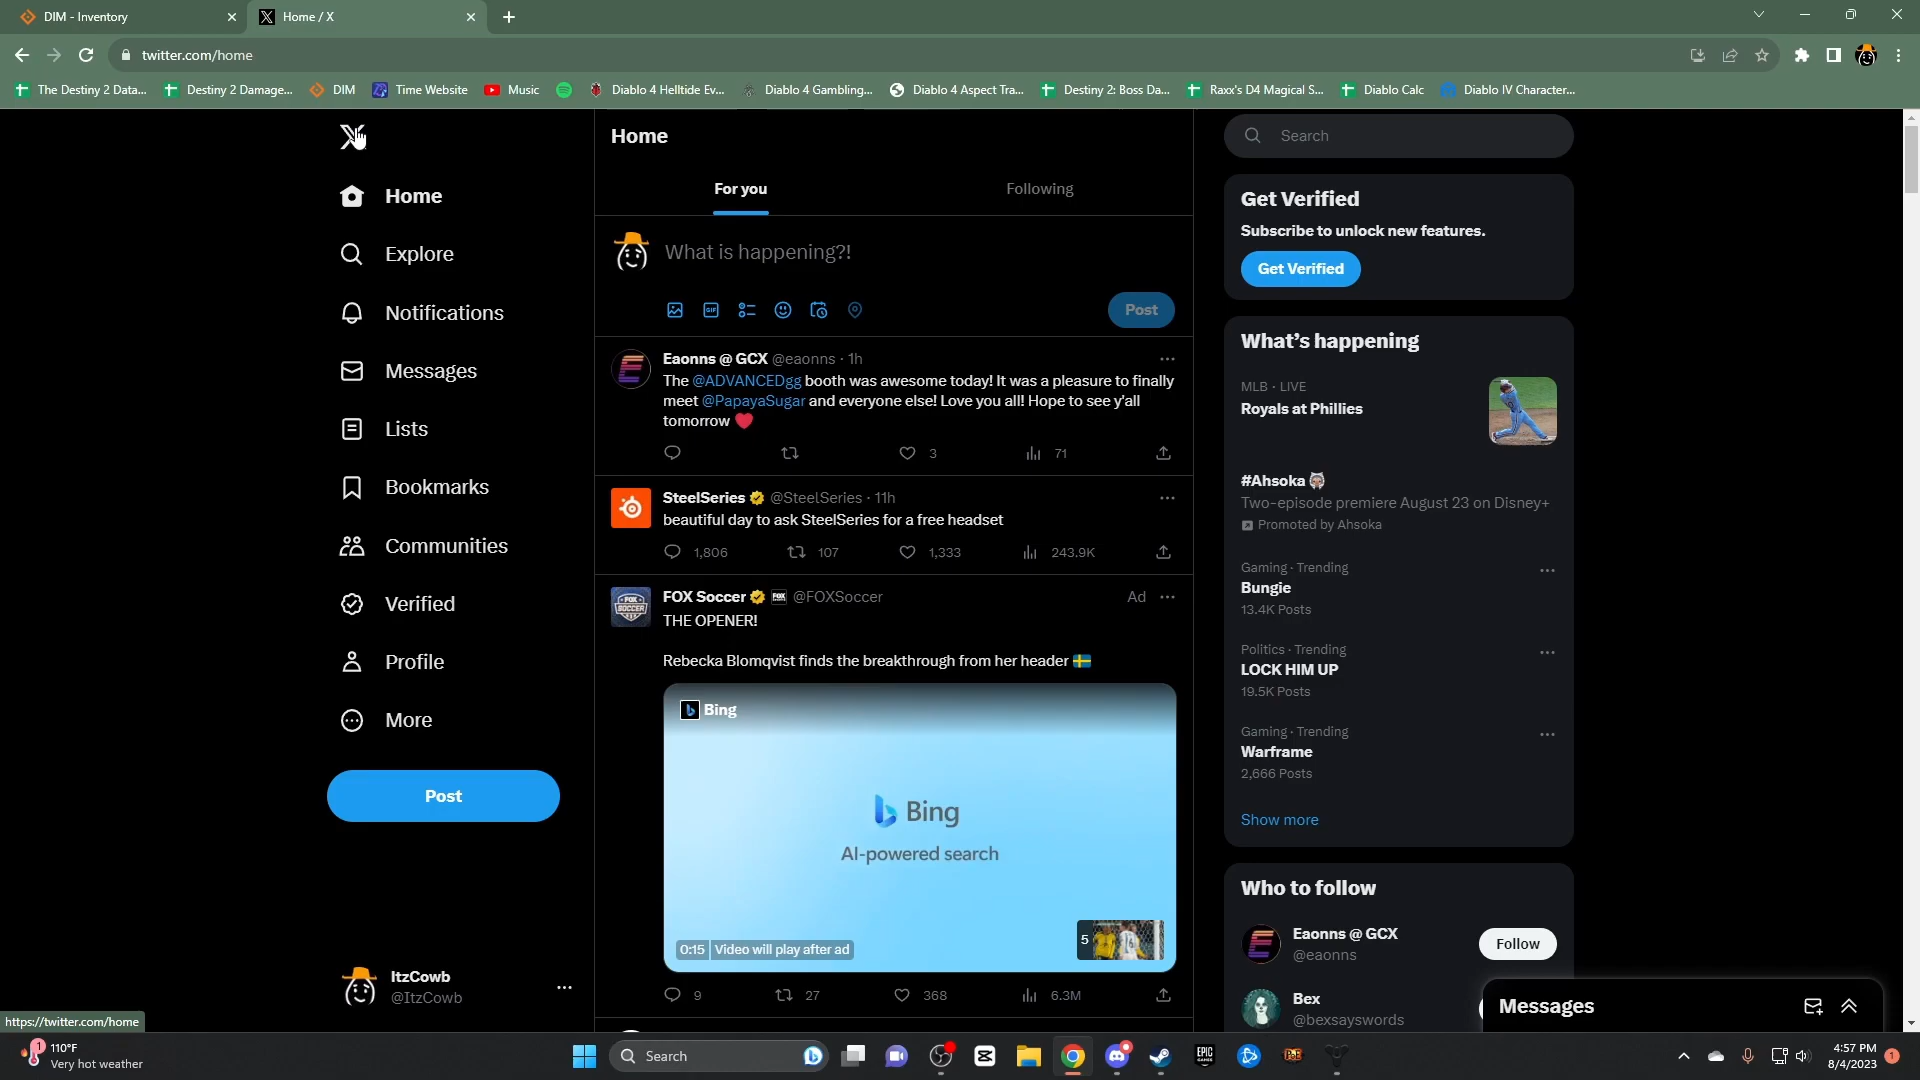 DIM - Inventory
Home / X
twitter.com/home
The Destiny 2 Data...
Destiny 2 Damage...
DIM
Time Website
Music
Diablo 4 Helltide Ev...
Diablo 4 Gambling...
Diablo 4 Aspect Tra...
Destiny 2: Boss Da...
Raxx's D4 Magical S...
Diablo Calc
Diablo IV Character...
Home
Explore
Notifications
Messages
Lists
Bookmarks
Communities
Verified
Profile
More
Post
ItzCowb
@ItzCowb
https://twitter.com/home
Home
For you
Following
What is happening?!
GIF
Post
Eaonns @ GCX @eaonns · 1h
The @ADVANCEDgg booth was awesome today! It was a pleasure to finally
meet @PapayaSugar and everyone else! Love you all! Hope to see y'all
tomorrow ❤️
3
71
SteelSeries @SteelSeries · 11h
beautiful day to ask SteelSeries for a free headset
1,806
107
1,333
243.9K
FOX Soccer @FOXSoccer
Ad
THE OPENER!
Rebecka Blomqvist finds the breakthrough from her header 🇸🇪
Bing
Bing
AI-powered search
0:15 Video will play after ad
5
9
27
368
6.3M
Search
Get Verified
Subscribe to unlock new features.
Get Verified
What's happening
MLB · LIVE
Royals at Phillies
#Ahsoka
Two-episode premiere August 23 on Disney+
Promoted by Ahsoka
Gaming · Trending
Bungie
13.4K Posts
Politics · Trending
LOCK HIM UP
19.5K Posts
Gaming · Trending
Warframe
2,666 Posts
Show more
Who to follow
Eaonns @ GCX
@eaonns
Follow
Bex
@bexsayswords
Messages
1
110°F
Very hot weather
Search
EPIC GAMES
4:57 PM
8/4/2023
1